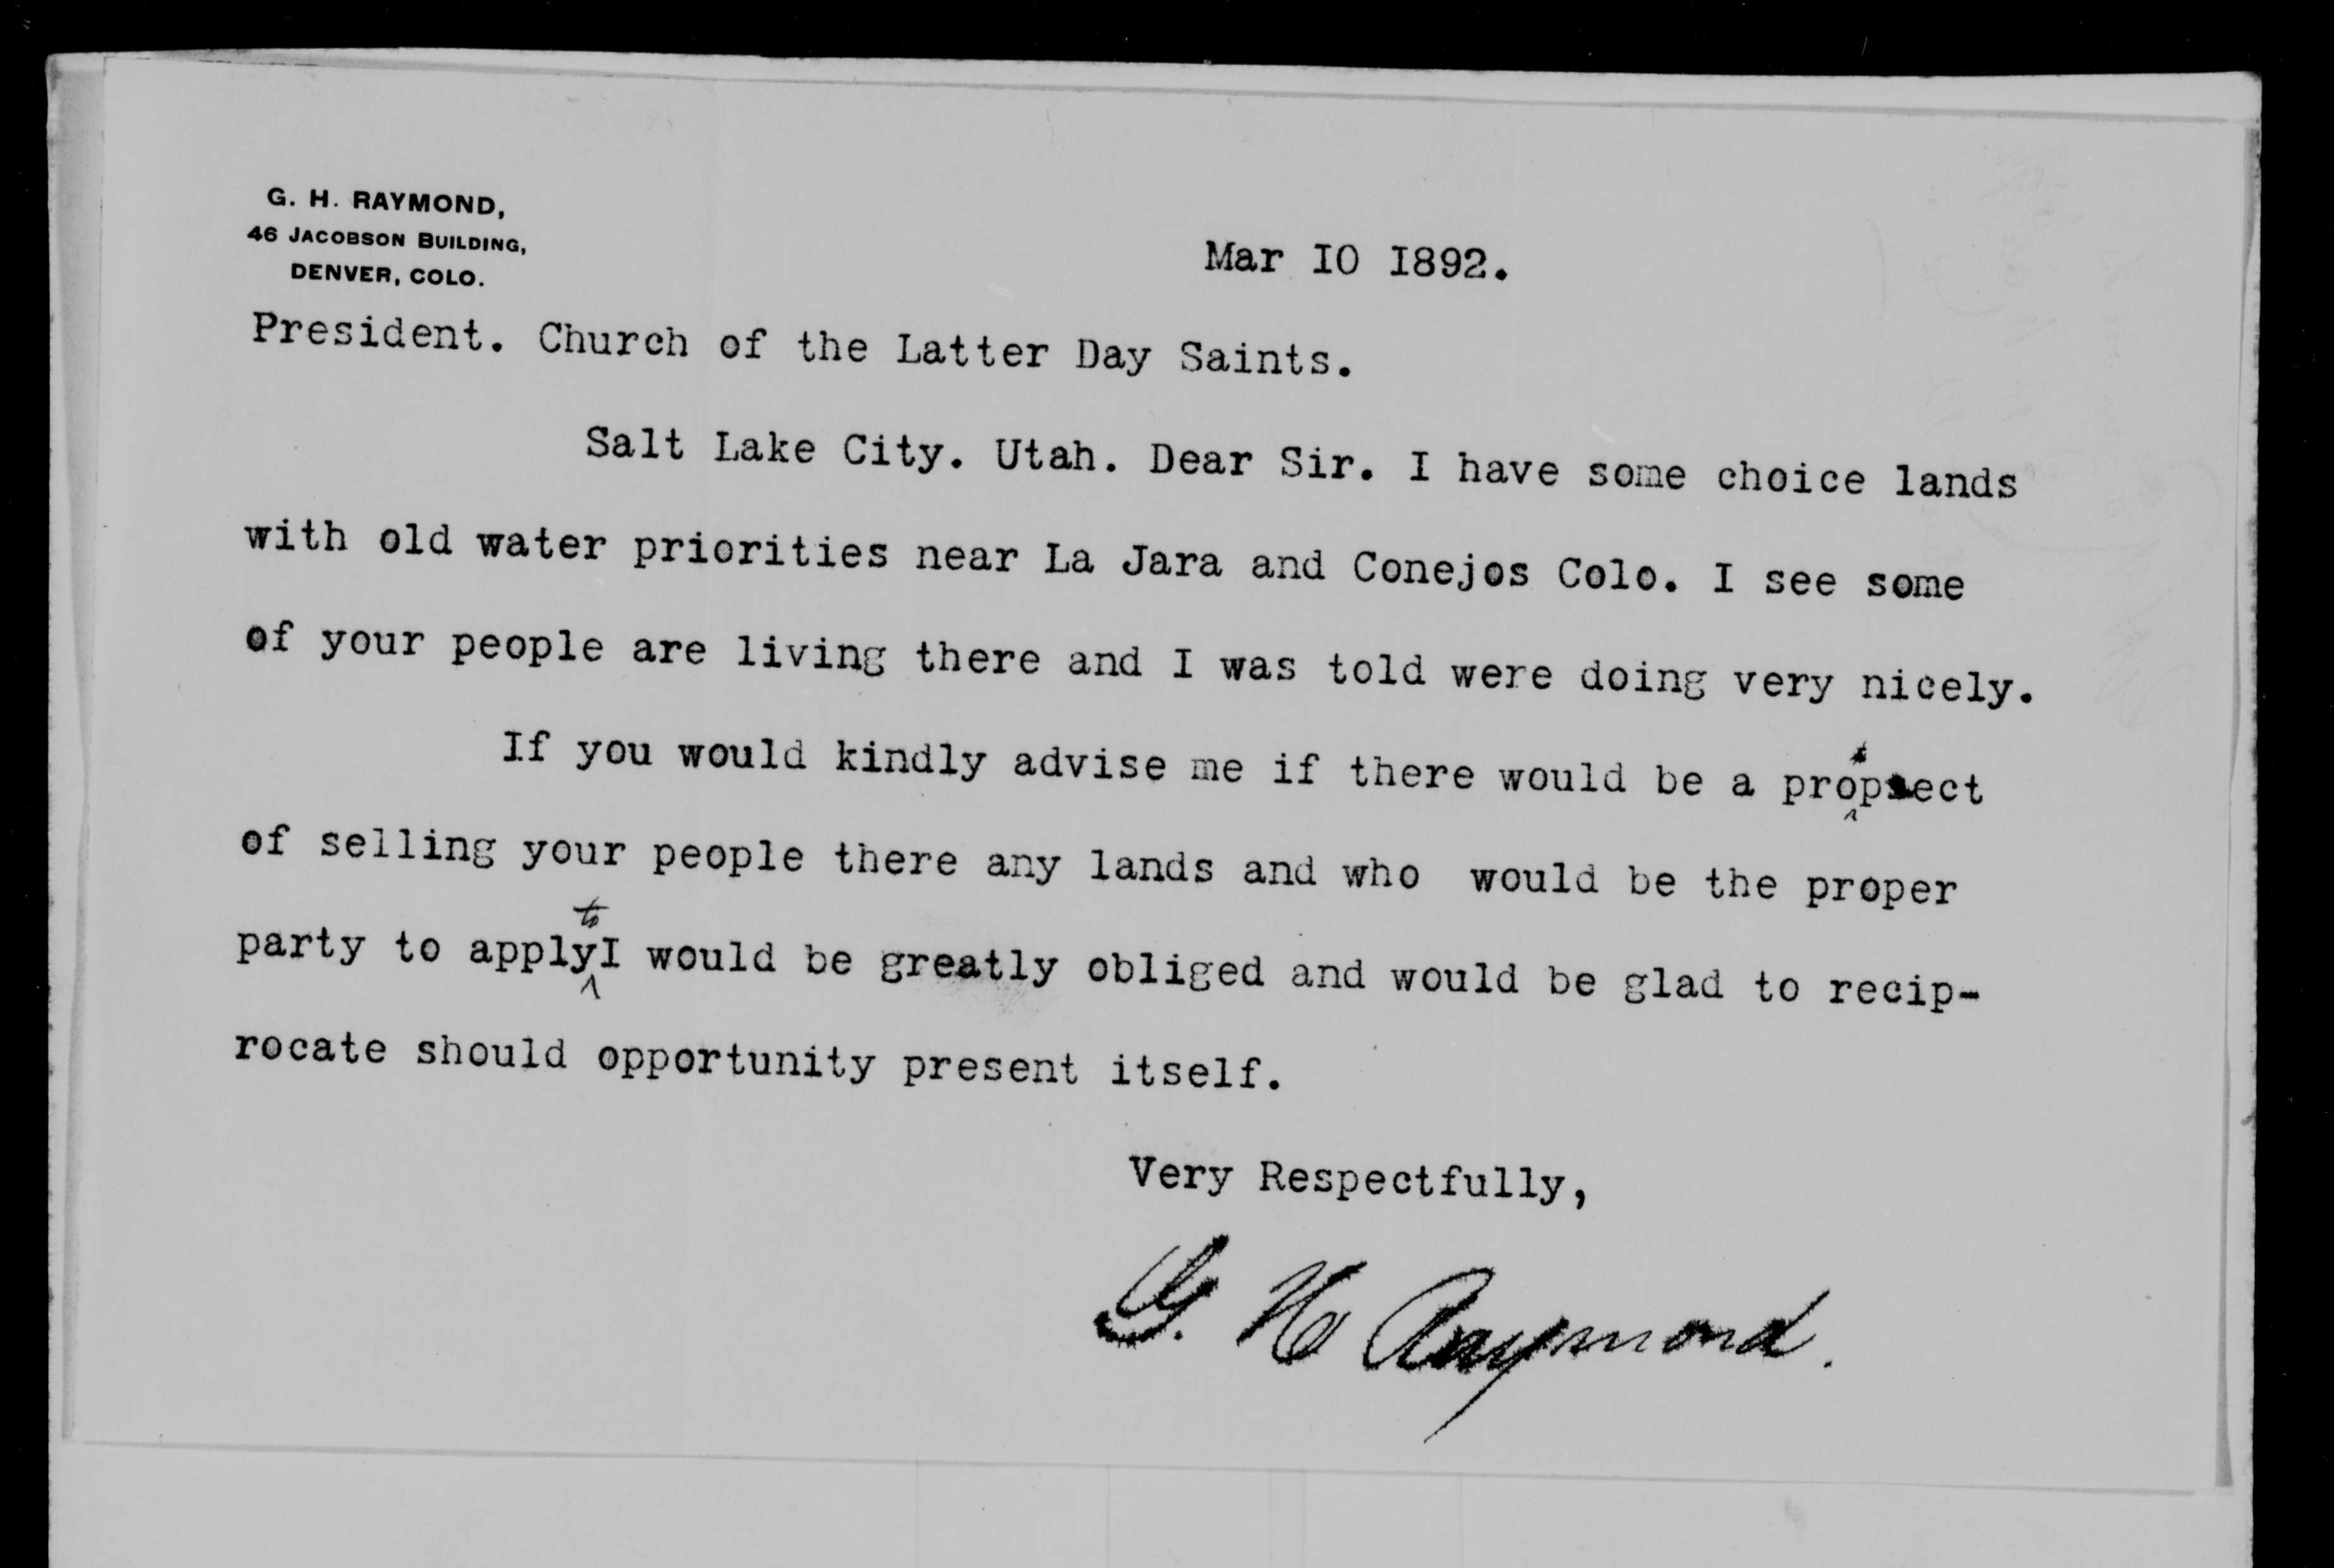 G. H. RAYMOND,
46 JACOBSON BUILDING,
DENVER, COLO.
Mar IO I892.
President. Church of the Latter Day Saints.
Salt Lake City. Utah. Dear Sir. I have some choice lands
with old water priorities near La Jara and Conejos Colo. I see some
of your people are living there and I was told were doing very nicely.
If you would kindly advise me if there would be a prospect
of selling your people there any lands and who would be the proper
party to apply to I would be greatly obliged and would be glad to recip-
rocate should opportunity present itself.
Very Respectfully,
G. H Raymond.